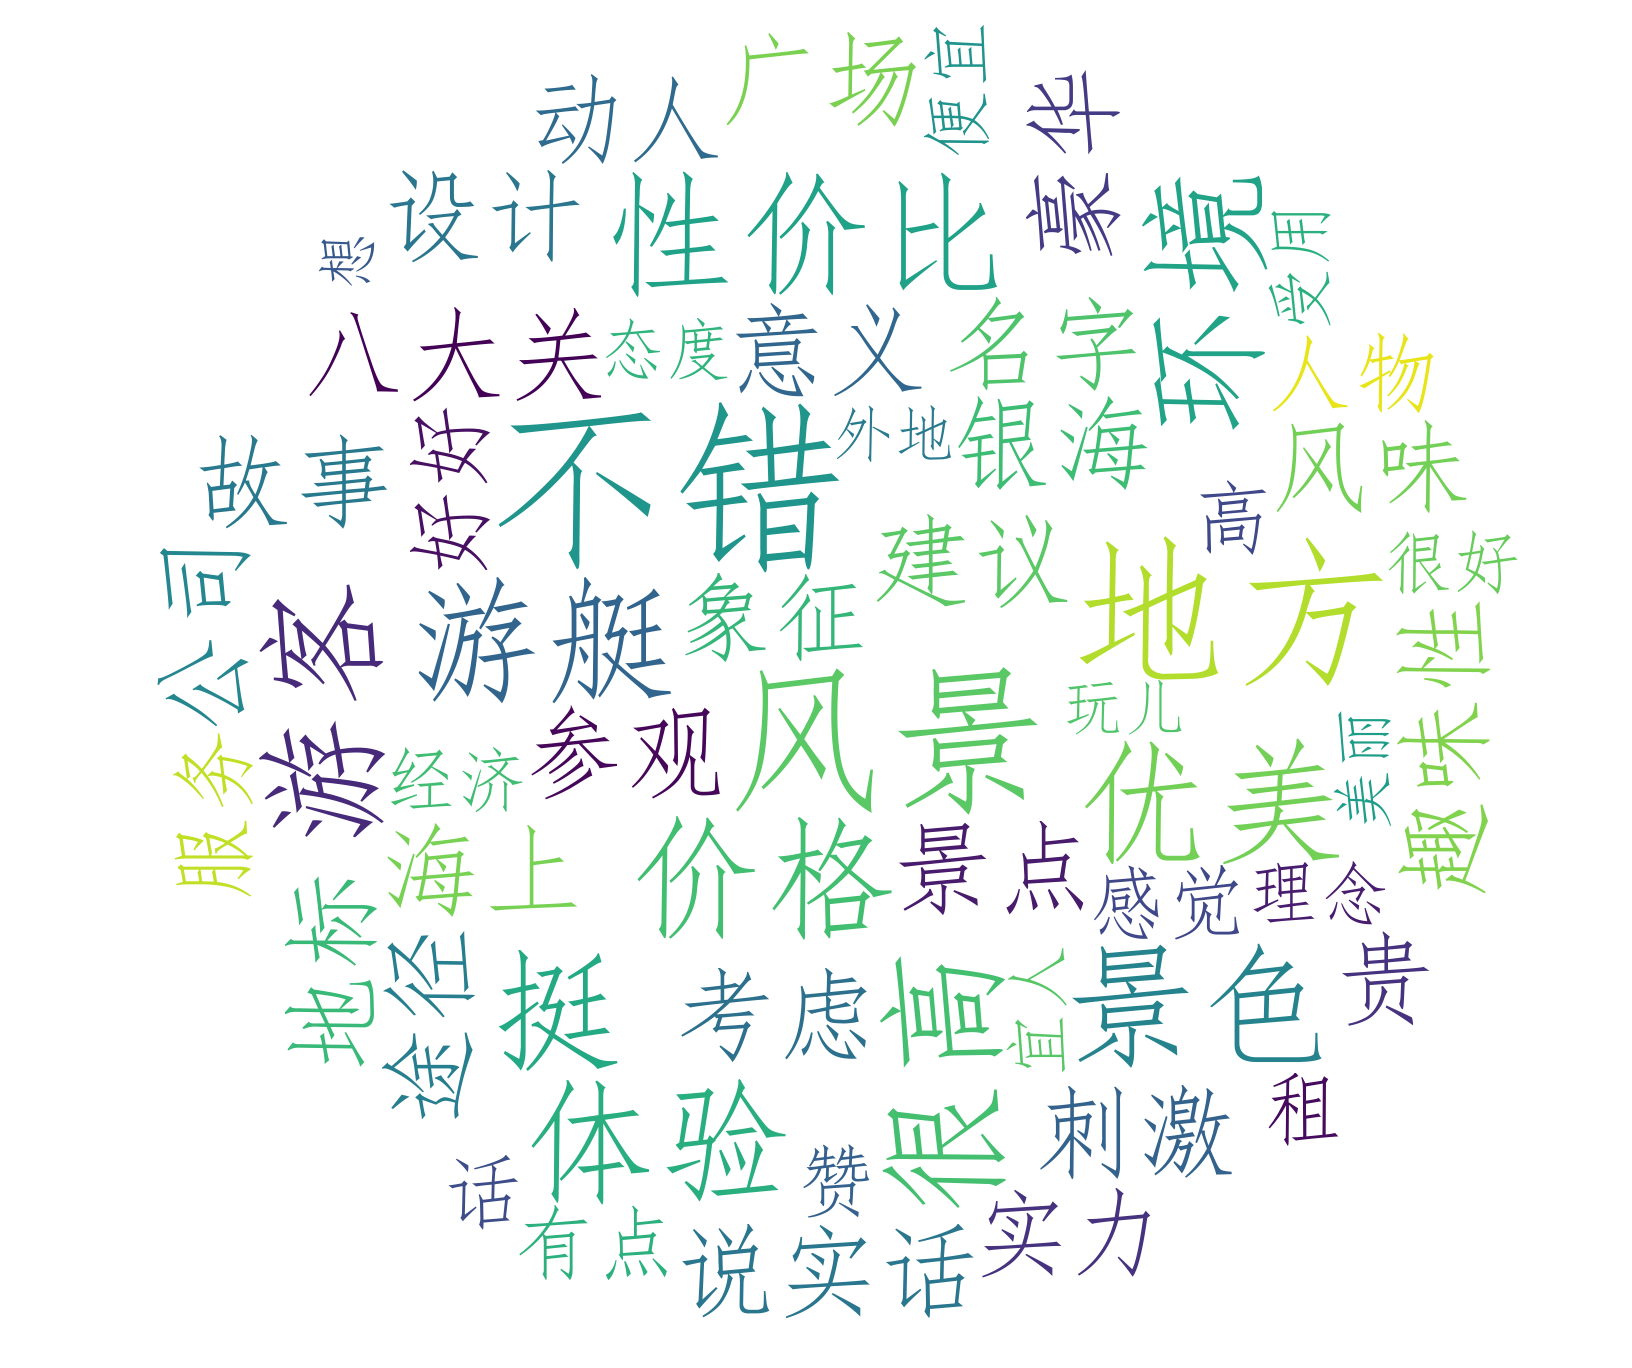 广场
便宜
动人
豪华
设计
性价比
环境
受用
想
八大关
态度
意义
名字
人物
好好
不错
外地
银海
风味
故事
高
公司
游客
游艇
象征
建议
地方
很好
趣味性
服务
经济
参观
风景
玩儿
优美
美丽
海上
价格
景点
感觉
理念
地标
途径
挺
考虑
很高
宜人
景色
贵
体验
刺激
租
话
赞
有点
说实话
实力